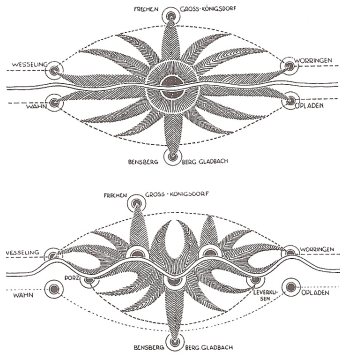 FRECHEN GROSS-KÖNIGSDORF
WESSELING
WORRINGEN
WAHN
OPLADEN
BENSBERG BERG GLADBACH
FRECHEN
GROSS-KÖNIGSDORF
WESSELING
WORRINGEN
PORZ
LEVERKU-
SEN
WAHN
OPLADEN
BENSBERG BERG GLADBACH